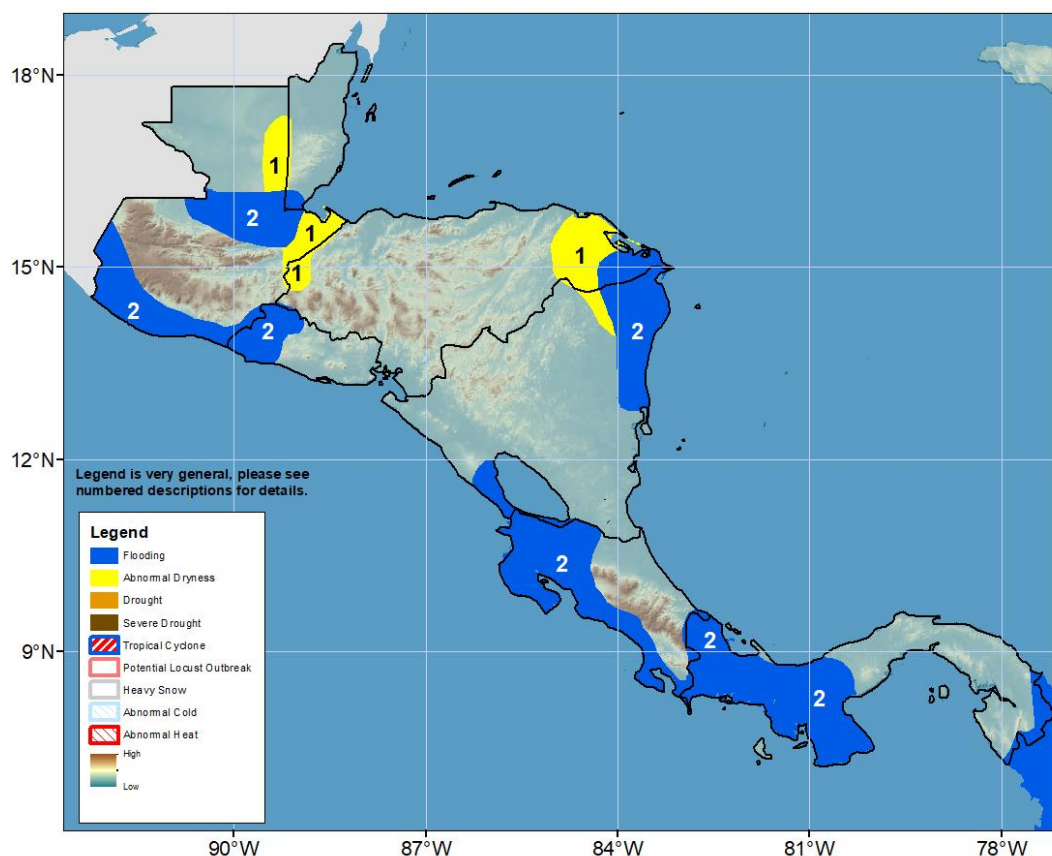 18°N
1
2
1
15°N
1
1
2
2
2
12°N
Legend is very general, please see
numbered descriptions for details.
Legend
Flooding
Abnormal Dryness
Drought
Severe Drought
Tropical Cyclone
Potential Locust Outbreak
Heavy Snow
Abnormal Cold
Abnormal Heat
High
Low
2
2
9°N
2
90°W 87°W 84°W 81°W 78°W